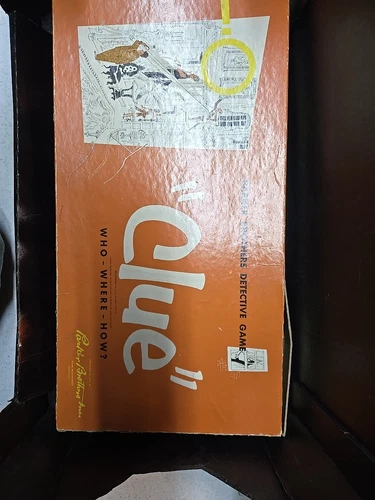 PARKER BROTHERS DETECTIVE GAME
"Clue"
WHO - WHERE - HOW?
Parker Brothers Inc